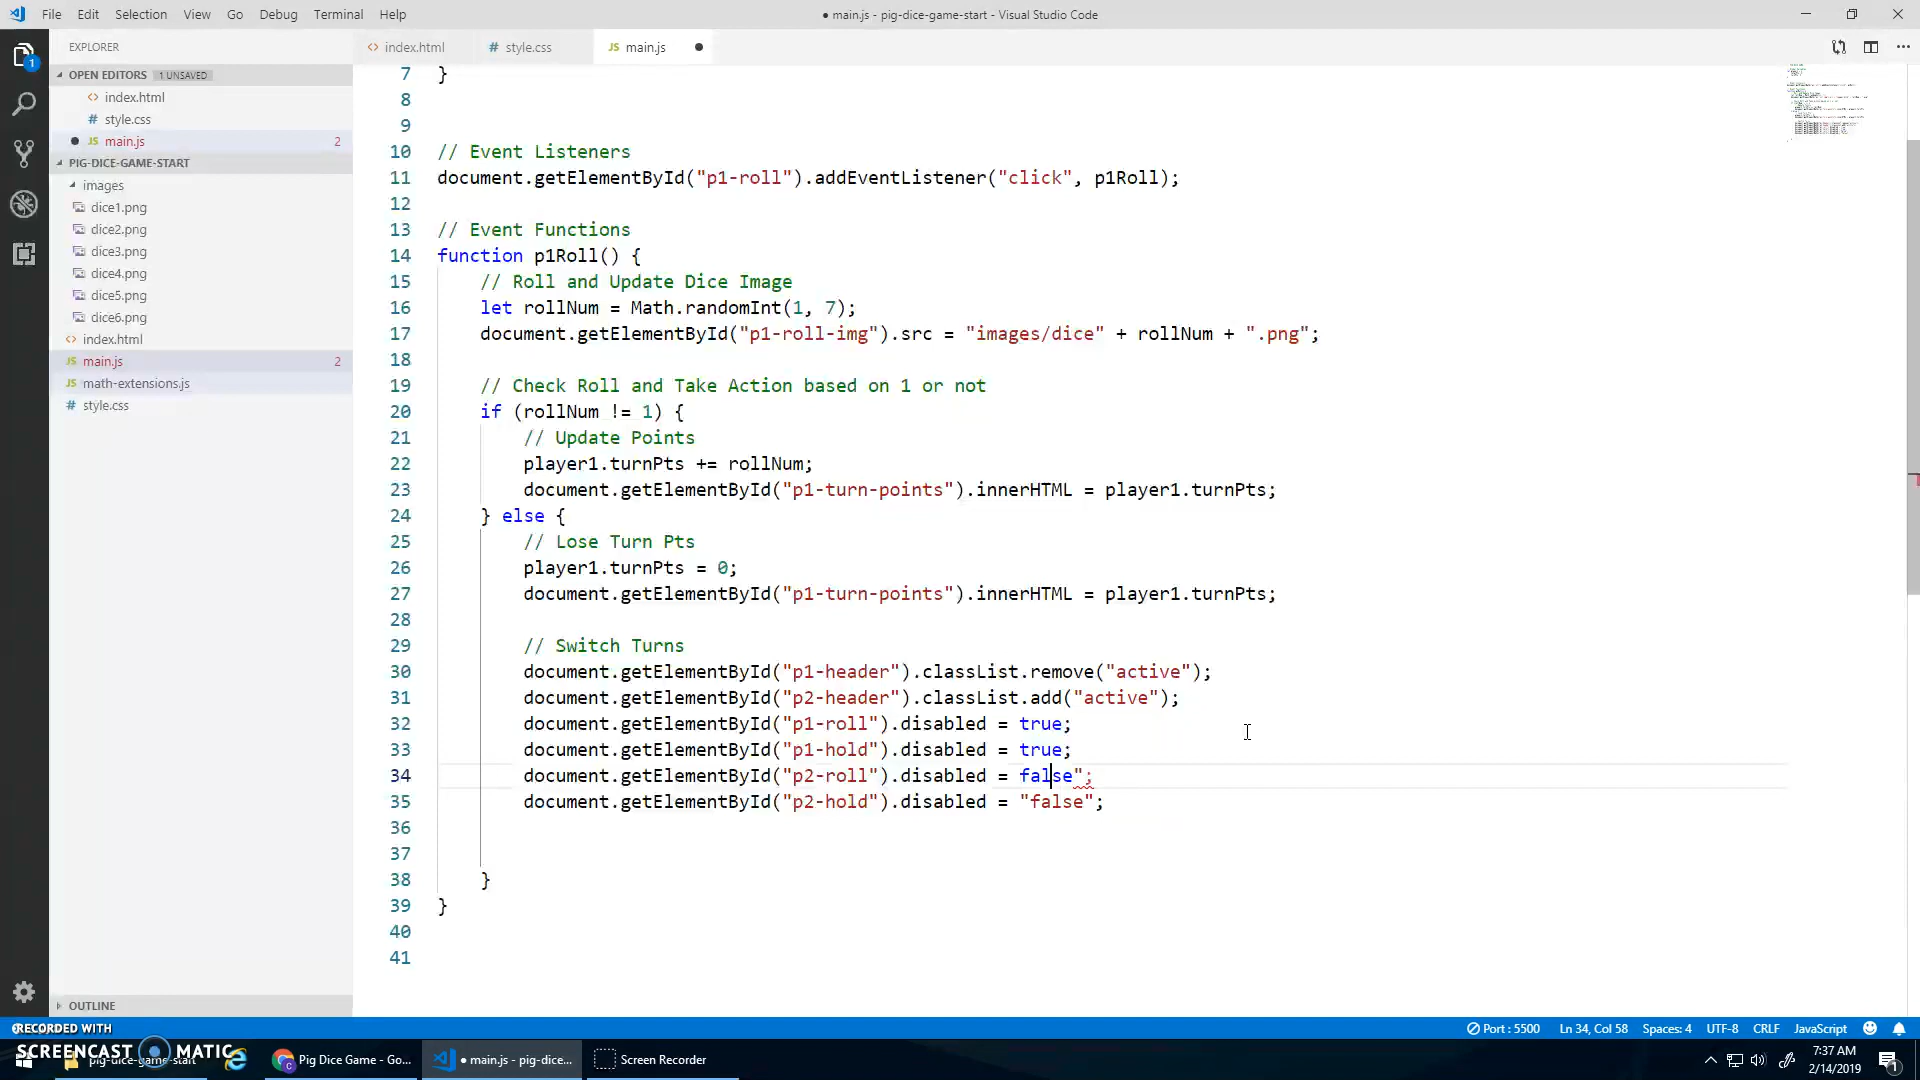 File Edit Selection View Go Debug Terminal Help
● main.js - pig-dice-game-start - Visual Studio Code
EXPLORER
OPEN EDITORS 1 UNSAVED
index.html
style.css
main.js 2
PIG-DICE-GAME-START
images
dice1.png
dice2.png
dice3.png
dice4.png
dice5.png
dice6.png
index.html
main.js 2
math-extensions.js
style.css
OUTLINE
index.html style.css main.js
7 }
8
9
10 // Event Listeners
11 document.getElementById("p1-roll").addEventListener("click", p1Roll);
12
13 // Event Functions
14 function p1Roll() {
15 // Roll and Update Dice Image
16 let rollNum = Math.randomInt(1, 7);
17 document.getElementById("p1-roll-img").src = "images/dice" + rollNum + ".png";
18
19 // Check Roll and Take Action based on 1 or not
20 if (rollNum != 1) {
21 // Update Points
22 player1.turnPts += rollNum;
23 document.getElementById("p1-turn-points").innerHTML = player1.turnPts;
24 } else {
25 // Lose Turn Pts
26 player1.turnPts = 0;
27 document.getElementById("p1-turn-points").innerHTML = player1.turnPts;
28
29 // Switch Turns
30 document.getElementById("p1-header").classList.remove("active");
31 document.getElementById("p2-header").classList.add("active");
32 document.getElementById("p1-roll").disabled = true;
33 document.getElementById("p1-hold").disabled = true;
34 document.getElementById("p2-roll").disabled = false";
35 document.getElementById("p2-hold").disabled = "false";
36
37
38 }
39 }
40
41
Port : 5500 Ln 34, Col 58 Spaces: 4 UTF-8 CRLF JavaScript
RECORDED WITH
SCREENCAST MATIC
pig-dice-game-start
Pig Dice Game - Go...
● main.js - pig-dice...
Screen Recorder
7:37 AM
2/14/2019
1